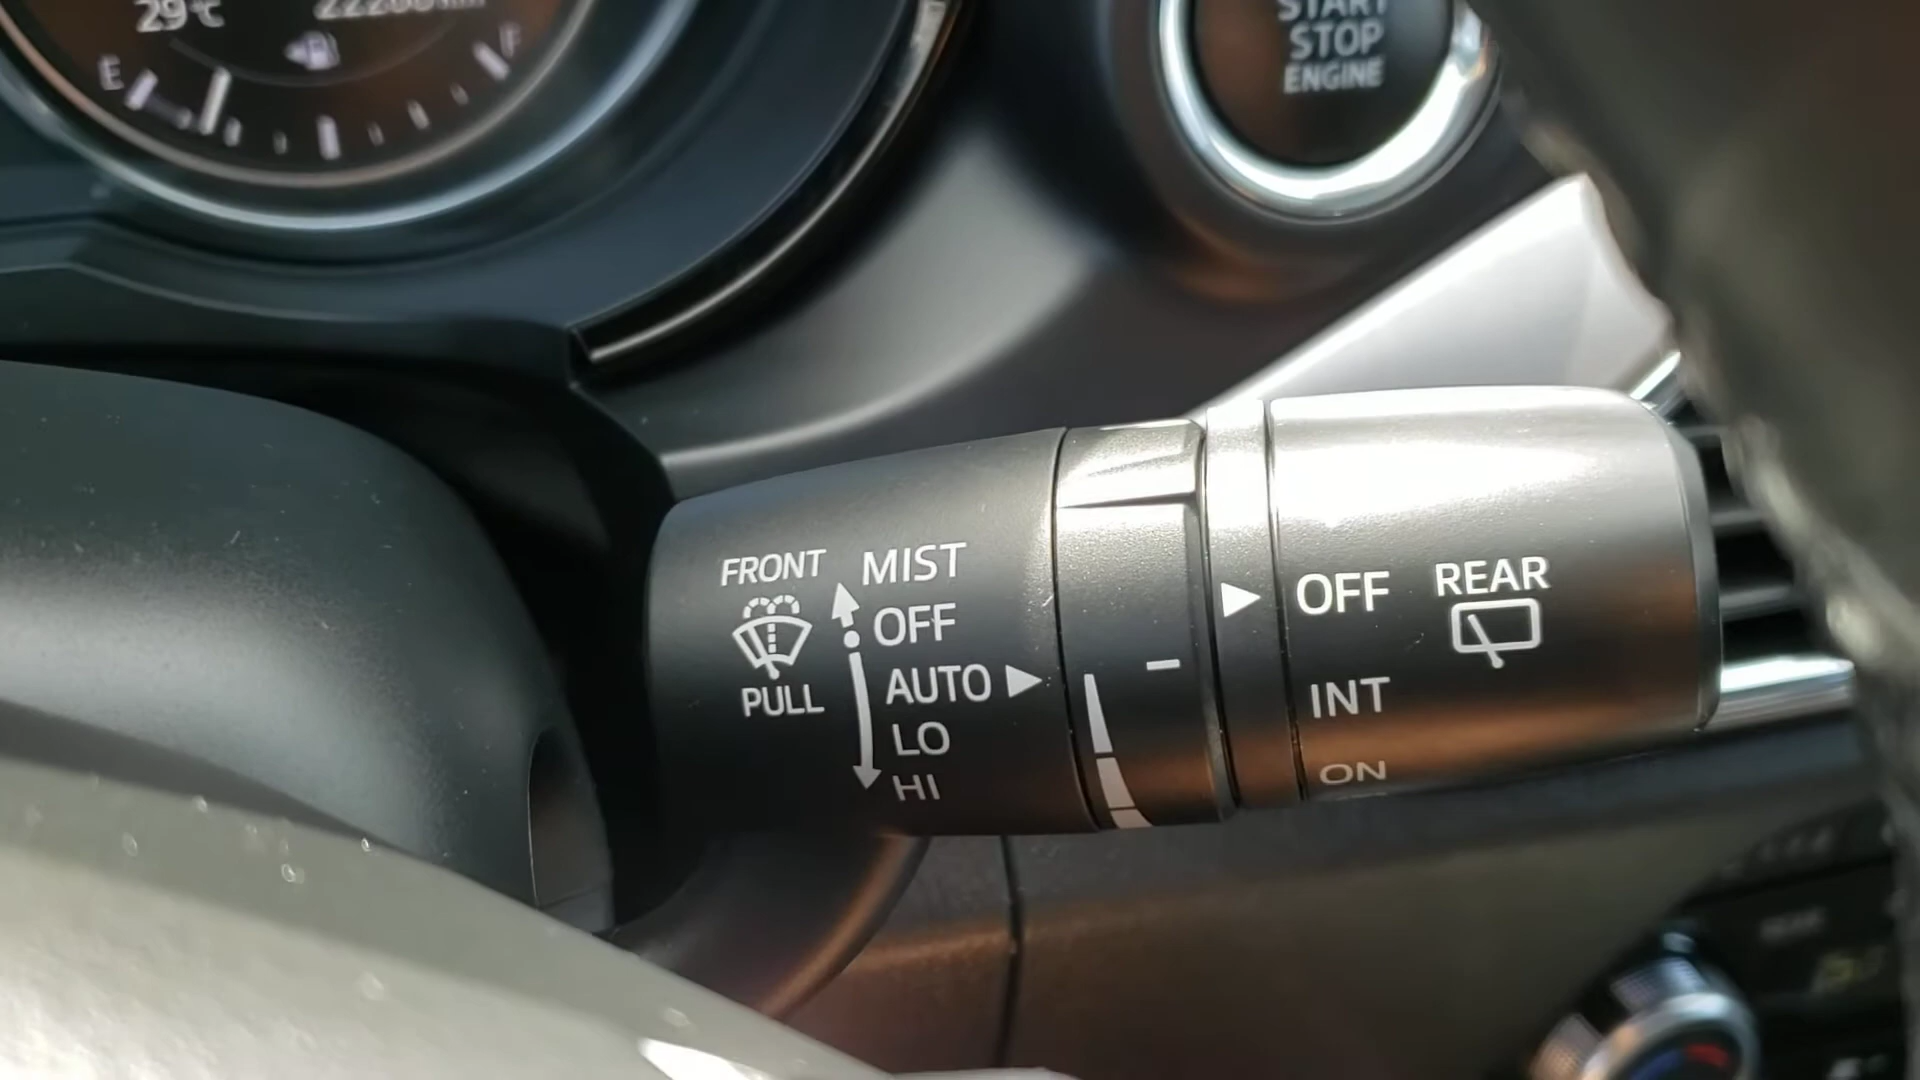 29°C
E
F
START
STOP
ENGINE
FRONT
PULL
MIST
OFF
AUTO
LO
HI
OFF
INT
ON
REAR